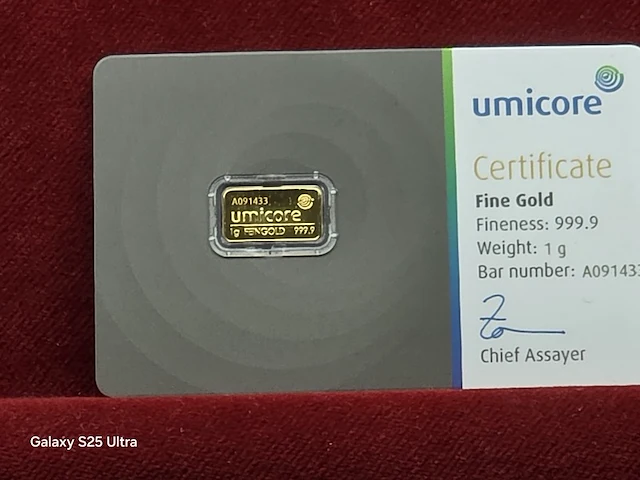 A091433
umicore
1g FEINGOLD 999.9
umicore
Certificate
Fine Gold
Fineness: 999.9
Weight: 1 g
Bar number: A091433
Chief Assayer
Galaxy S25 Ultra